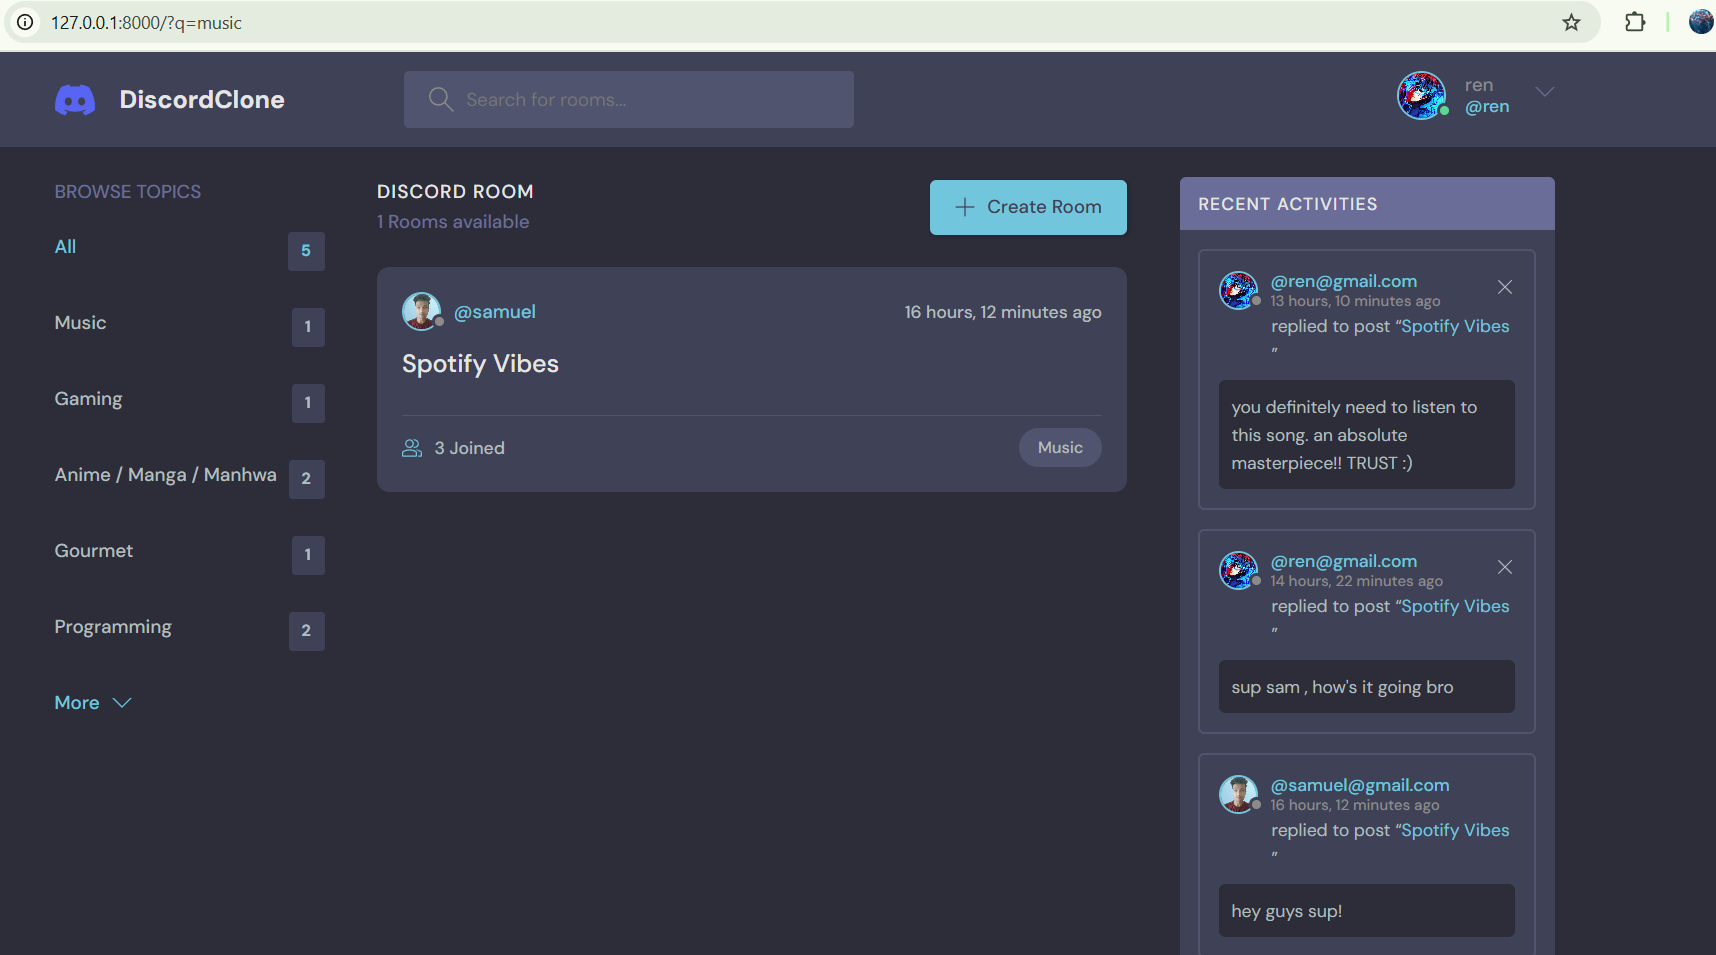 127.0.0.1:8000/?q=music
DiscordClone
Search for rooms...
ren
@ren
BROWSE TOPICS
All 5
Music 1
Gaming 1
Anime / Manga / Manhwa 2
Gourmet 1
Programming 2
More
DISCORD ROOM
1 Rooms available
Create Room
@samuel
16 hours, 12 minutes ago
Spotify Vibes
3 Joined
Music
RECENT ACTIVITIES
@ren@gmail.com
13 hours, 10 minutes ago
replied to post “Spotify Vibes
”
you definitely need to listen to
this song. an absolute
masterpiece!! TRUST :)
@ren@gmail.com
14 hours, 22 minutes ago
replied to post “Spotify Vibes
”
sup sam , how's it going bro
@samuel@gmail.com
16 hours, 12 minutes ago
replied to post “Spotify Vibes
”
hey guys sup!